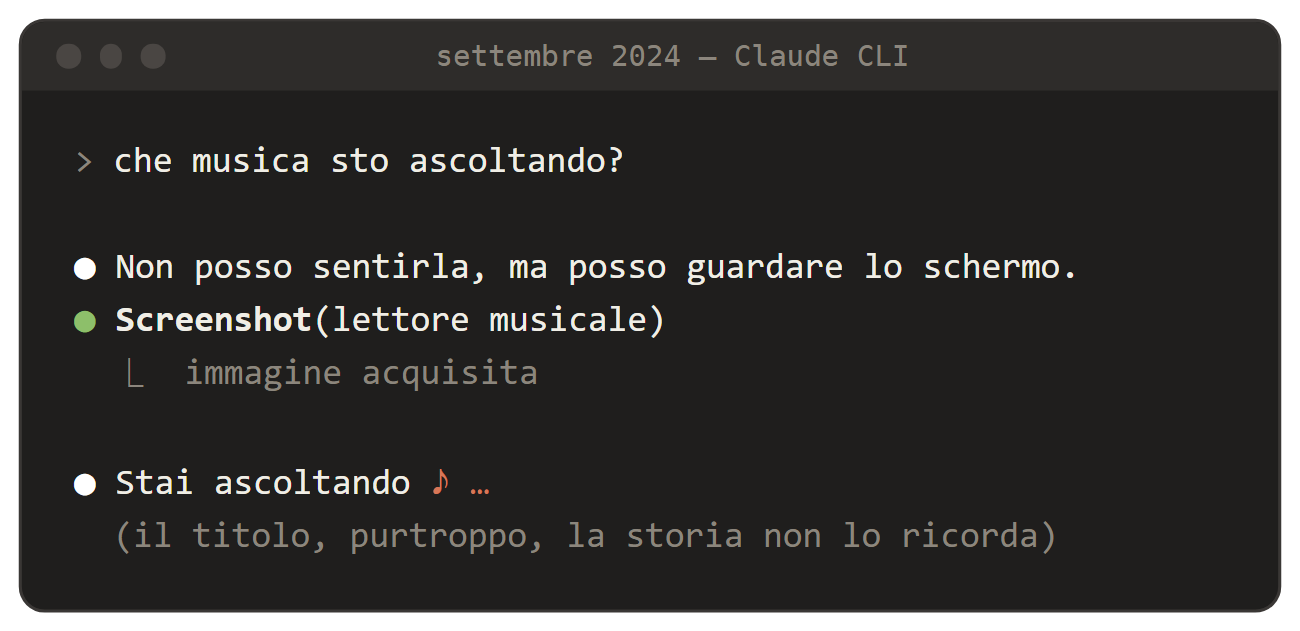 settembre 2024 — Claude CLI
> che musica sto ascoltando?
● Non posso sentirla, ma posso guardare lo schermo.
● Screenshot(lettore musicale)
⎿ immagine acquisita
● Stai ascoltando ♪ …
(il titolo, purtroppo, la storia non lo ricorda)